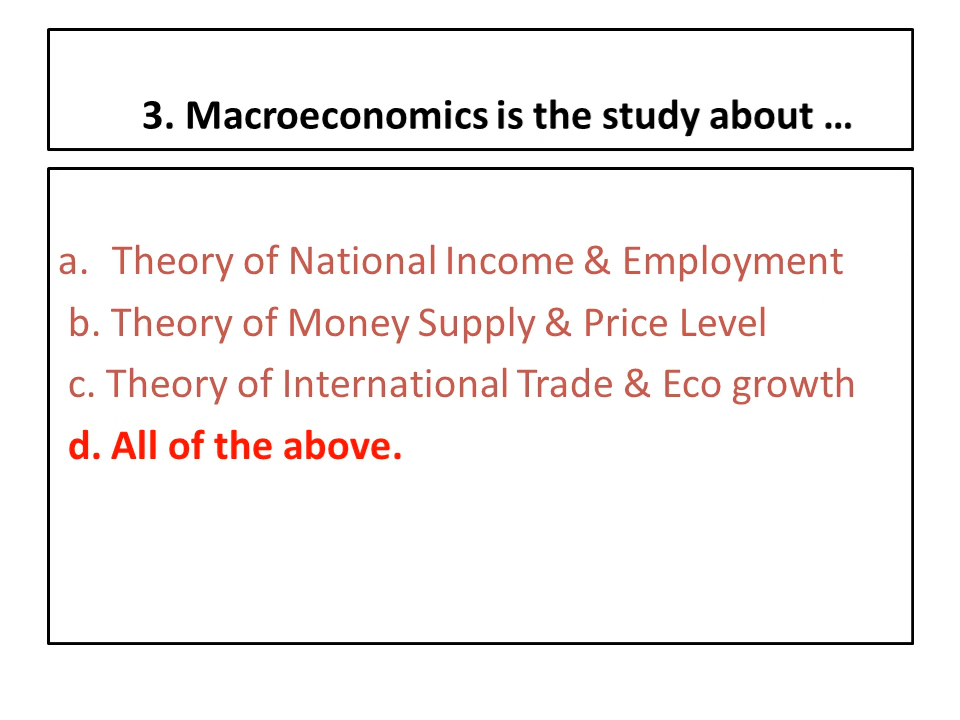 3. Macroeconomics is the study about …
a. Theory of National Income & Employment
b. Theory of Money Supply & Price Level
c. Theory of International Trade & Eco growth
d. All of the above.